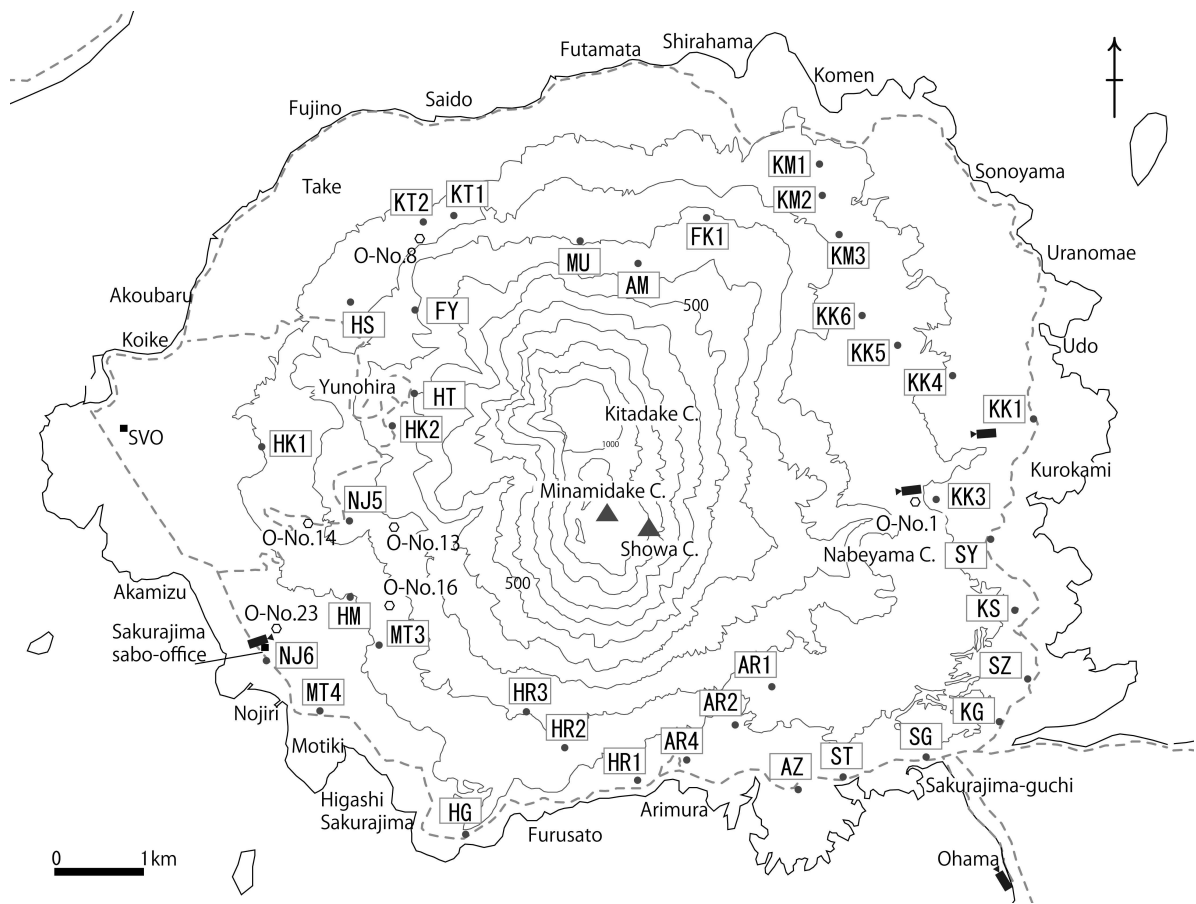 Shirahama
Futamata
Komen
Saido
Fujino
KM1
Sonoyama
Take
KM2
KT1
KT2
FK1
KM3
Uranomae
O-No.8
MU
AM
Akoubaru
500
FY
KK6
HS
Koike
KK5
Udo
KK4
Yunohira
HT
KK1
Kitadake C.
HK2
SVO
HK1
1000
Kurokami
Minamidake C.
NJ5
KK3
O-No.1
O-No.14
O-No.13
Showa C.
Nabeyama C.
SY
500
O-No.16
Akamizu
HM
KS
O-No.23
Sakurajima
sabo-office
MT3
NJ6
AR1
SZ
MT4
HR3
AR2
KG
Nojiri
HR2
AR4
SG
Motiki
HR1
AZ
ST
Sakurajima-guchi
Higashi
Sakurajima
HG
Arimura
Furusato
0 1km
Ohama